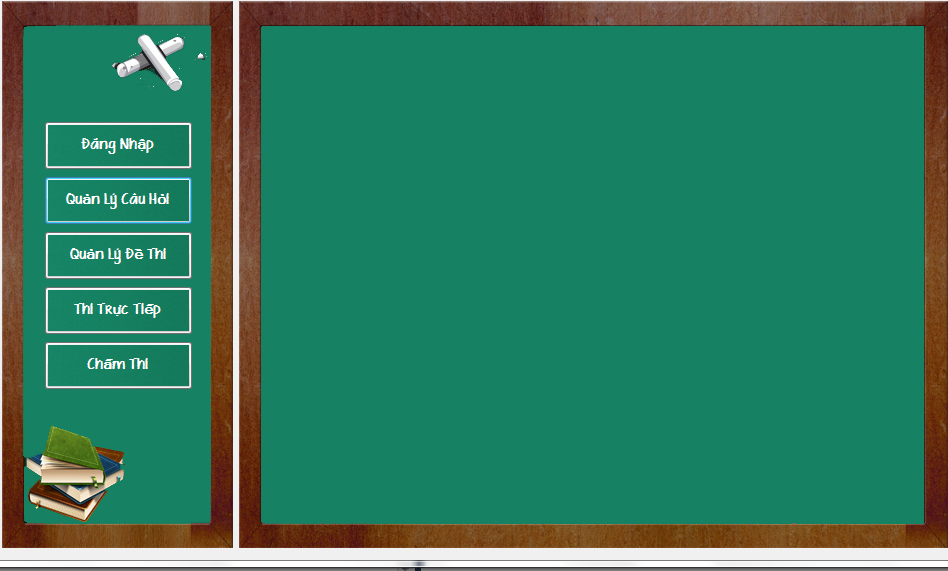 Đăng Nhập
Quản Lý Câu Hỏi
Quản Lý Đề Thi
Thi Trực Tiếp
Chấm Thi